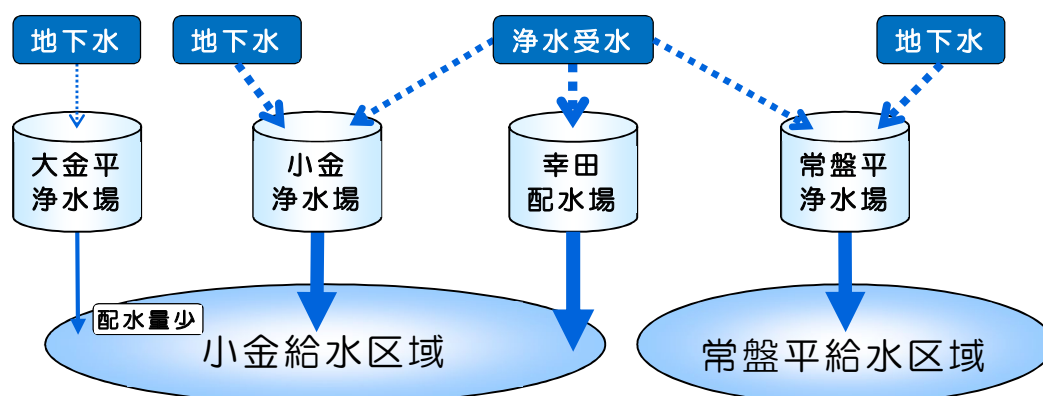 地下水
地下水
浄水受水
地下水
大金平
浄水場
小金
浄水場
幸田
配水場
常盤平
浄水場
配水量少
小金給水区域
常盤平給水区域